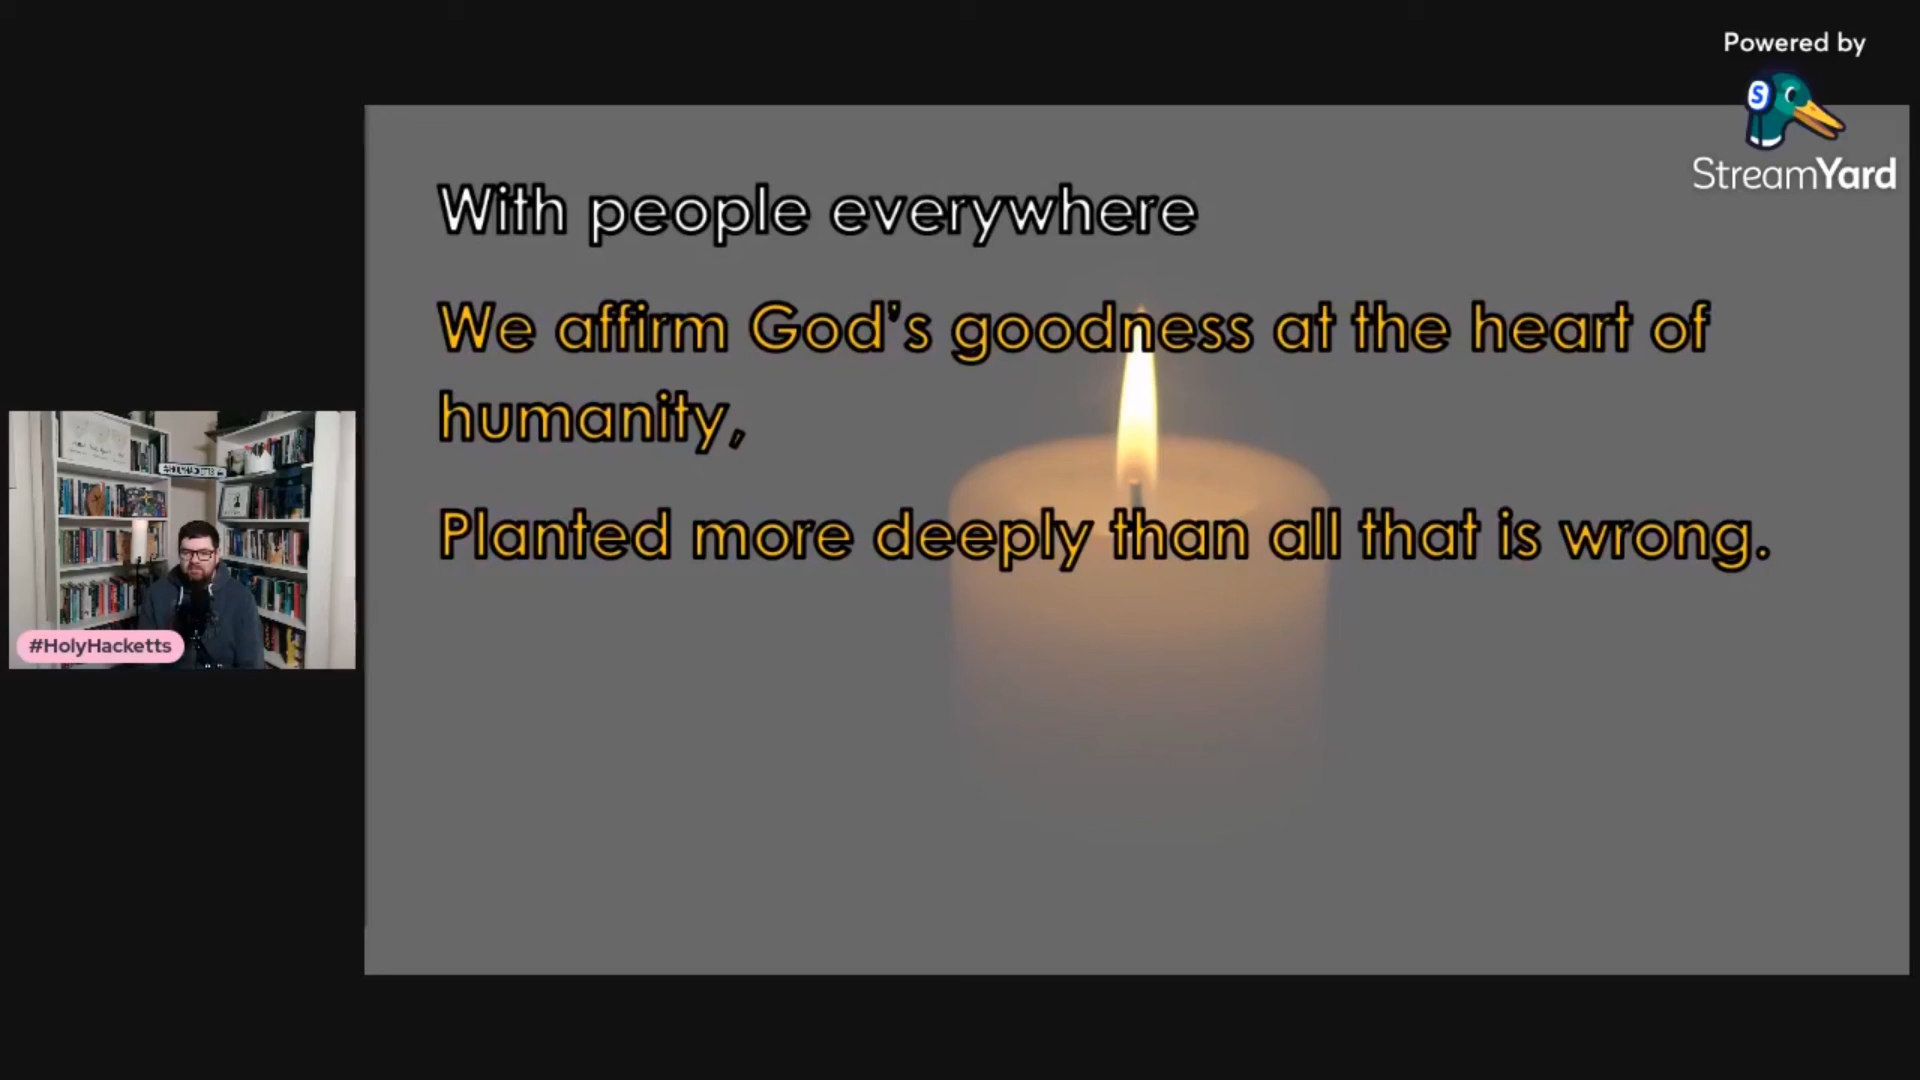 Powered by
StreamYard
With people everywhere
We affirm God's goodness at the heart of
humanity,
Planted more deeply than all that is wrong.
#HOLYHACKETTS
#HolyHacketts